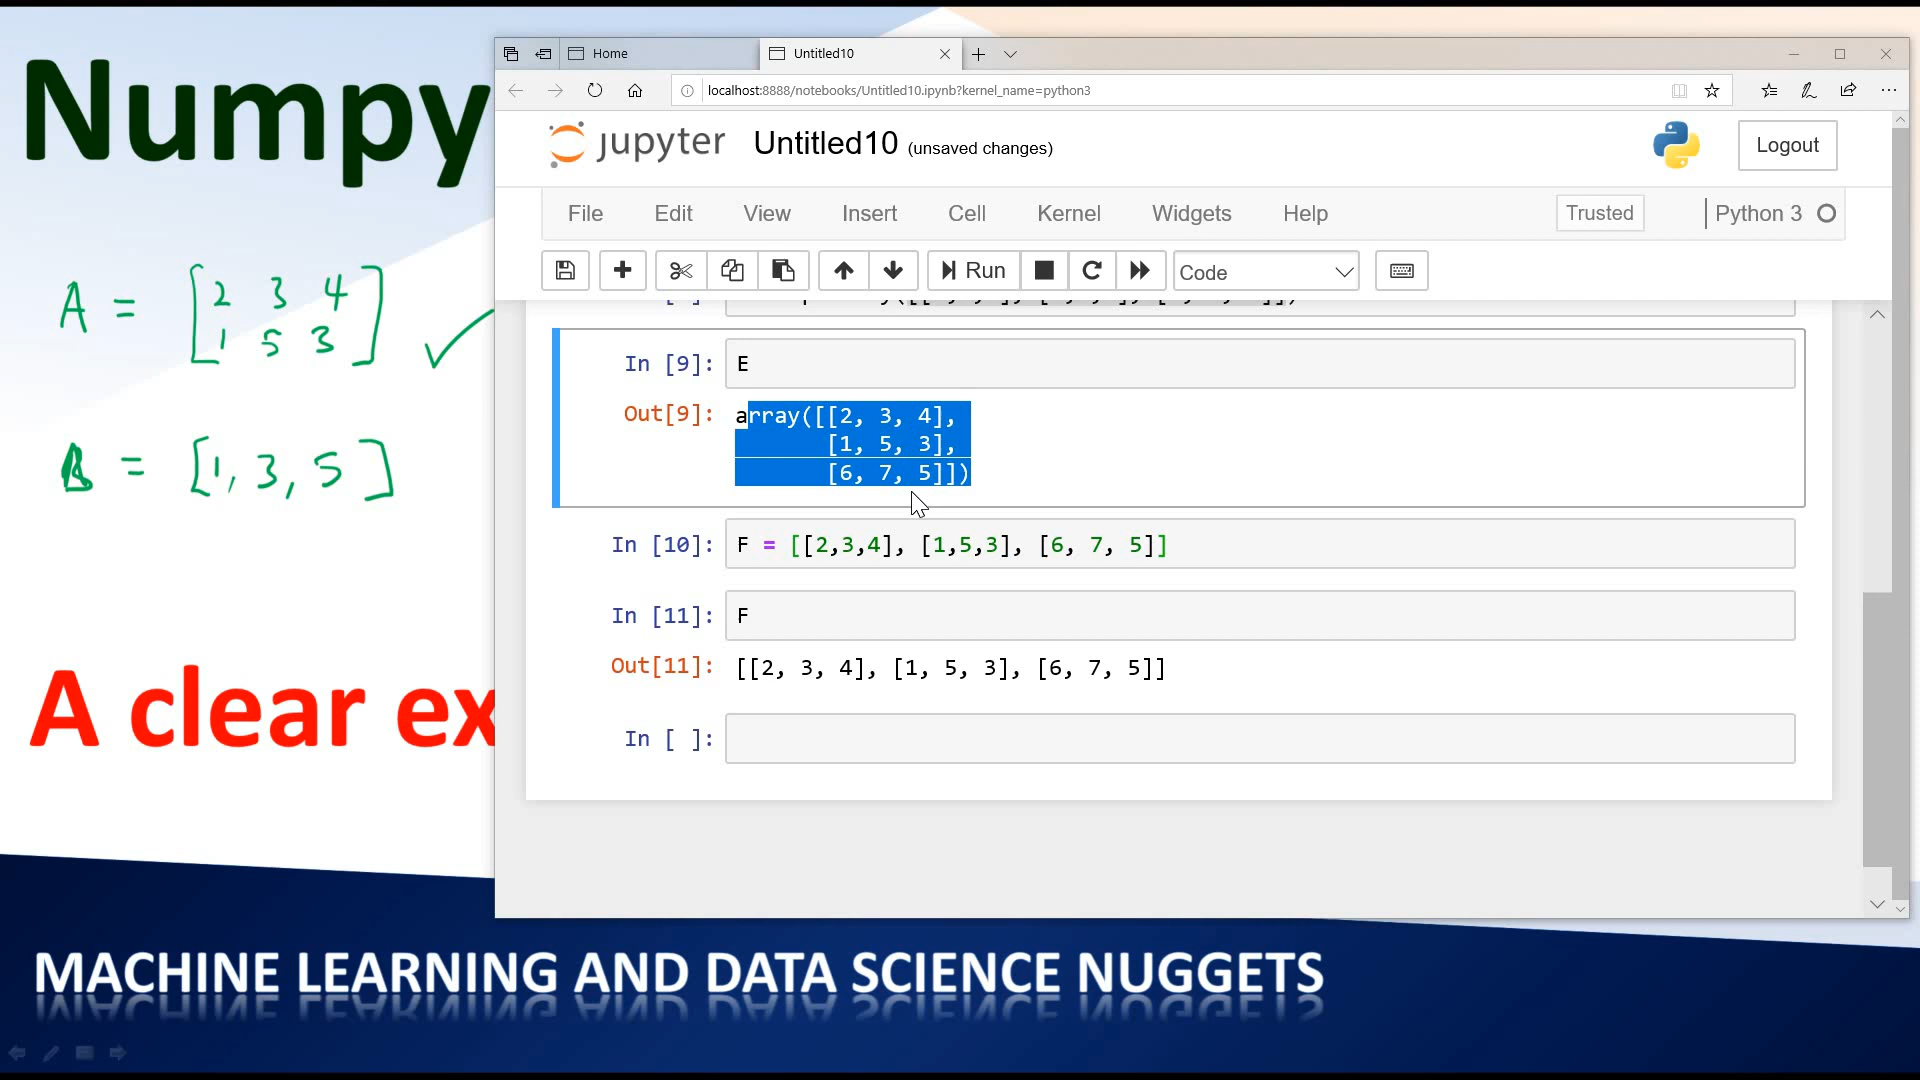 Numpy
A = [2 3 4
1 5 3]
B = [1, 3, 5]
A clear ex
MACHINE LEARNING AND DATA SCIENCE NUGGETS
Home
Untitled10
localhost:8888/notebooks/Untitled10.ipynb?kernel_name=python3
jupyter Untitled10 (unsaved changes)
Logout
File Edit View Insert Cell Kernel Widgets Help Trusted Python 3
Run Code
In [9]: E
Out[9]: array([[2, 3, 4],
[1, 5, 3],
[6, 7, 5]])
In [10]: F = [[2,3,4], [1,5,3], [6, 7, 5]]
In [11]: F
Out[11]: [[2, 3, 4], [1, 5, 3], [6, 7, 5]]
In [ ]: